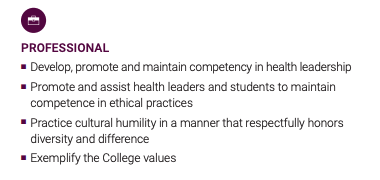 PROFESSIONAL
▪ Develop, promote and maintain competency in health leadership
▪ Promote and assist health leaders and students to maintain
competence in ethical practices
▪ Practice cultural humility in a manner that respectfully honors
diversity and difference
▪ Exemplify the College values